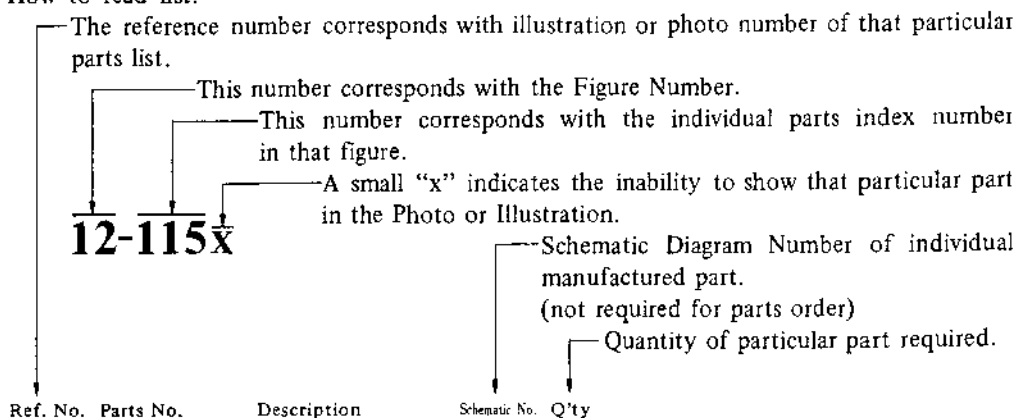 How to read list:
The reference number corresponds with illustration or photo number of that particular
parts list.
This number corresponds with the Figure Number.
This number corresponds with the individual parts index number
in that figure.
A small “x” indicates the inability to show that particular part
in the Photo or Illustration.
12-115x
Schematic Diagram Number of individual
manufactured part.
(not required for parts order)
Quantity of particular part required.
Ref. No. Parts No. Description Schematic No. Q'ty